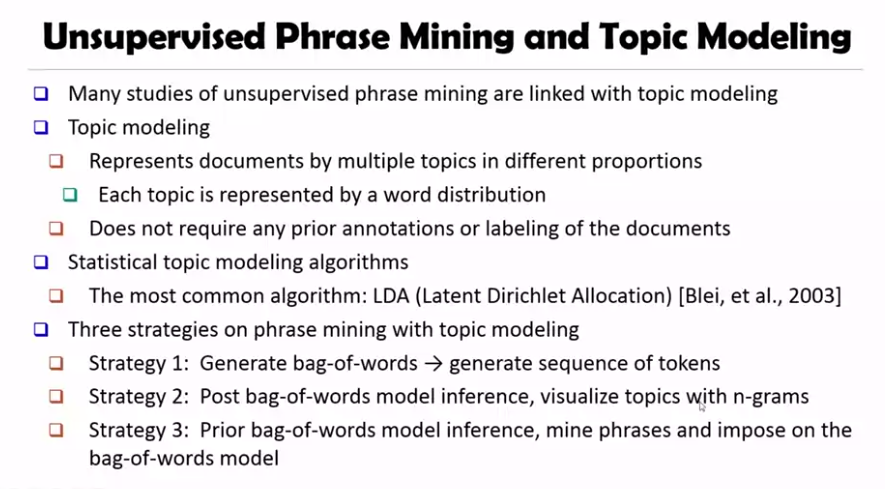 Unsupervised Phrase Mining and Topic Modeling
Many studies of unsupervised phrase mining are linked with topic modeling
Topic modeling
Represents documents by multiple topics in different proportions
Each topic is represented by a word distribution
Does not require any prior annotations or labeling of the documents
Statistical topic modeling algorithms
The most common algorithm: LDA (Latent Dirichlet Allocation) [Blei, et al., 2003]
Three strategies on phrase mining with topic modeling
Strategy 1:  Generate bag-of-words → generate sequence of tokens
Strategy 2:  Post bag-of-words model inference, visualize topics with n-grams
Strategy 3:  Prior bag-of-words model inference, mine phrases and impose on the
bag-of-words model